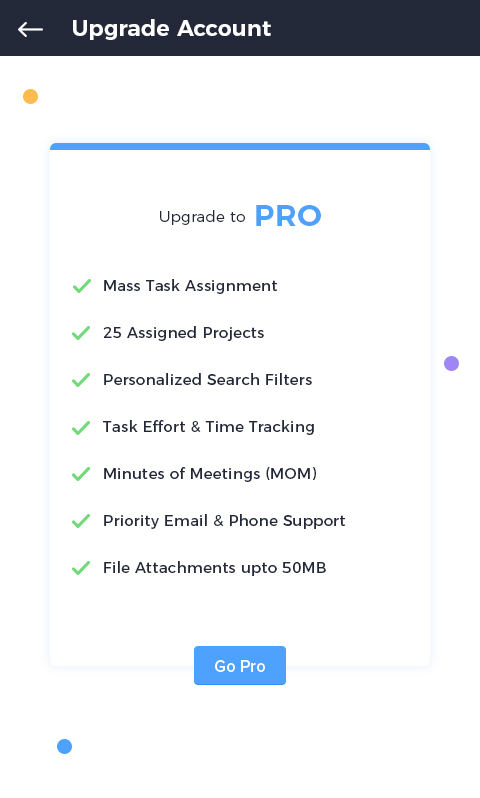 Upgrade Account
Upgrade to PRO
Mass Task Assignment
25 Assigned Projects
Personalized Search Filters
Task Effort & Time Tracking
Minutes of Meetings (MOM)
Priority Email & Phone Support
File Attachments upto 50MB
Go Pro